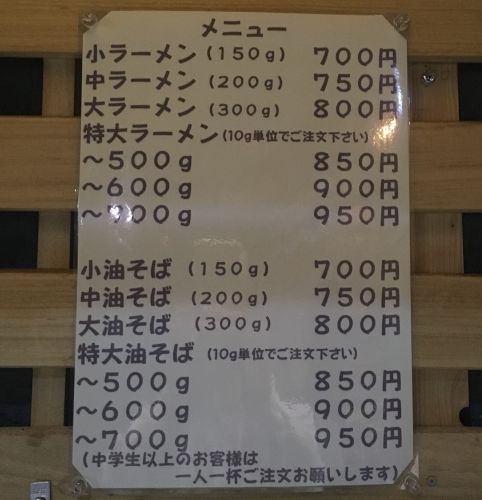 メニュー
小ラーメン(150g) 700円
中ラーメン(200g) 750円
大ラーメン(300g) 800円
特大ラーメン(10g単位でご注文下さい)
~500g 850円
~600g 900円
~700g 950円
小油そば(150g) 700円
中油そば(200g) 750円
大油そば(300g) 800円
特大油そば(10g単位でご注文下さい)
~500g 850円
~600g 900円
~700g 950円
(中学生以上のお客様は
一人一杯ご注文お願いします)